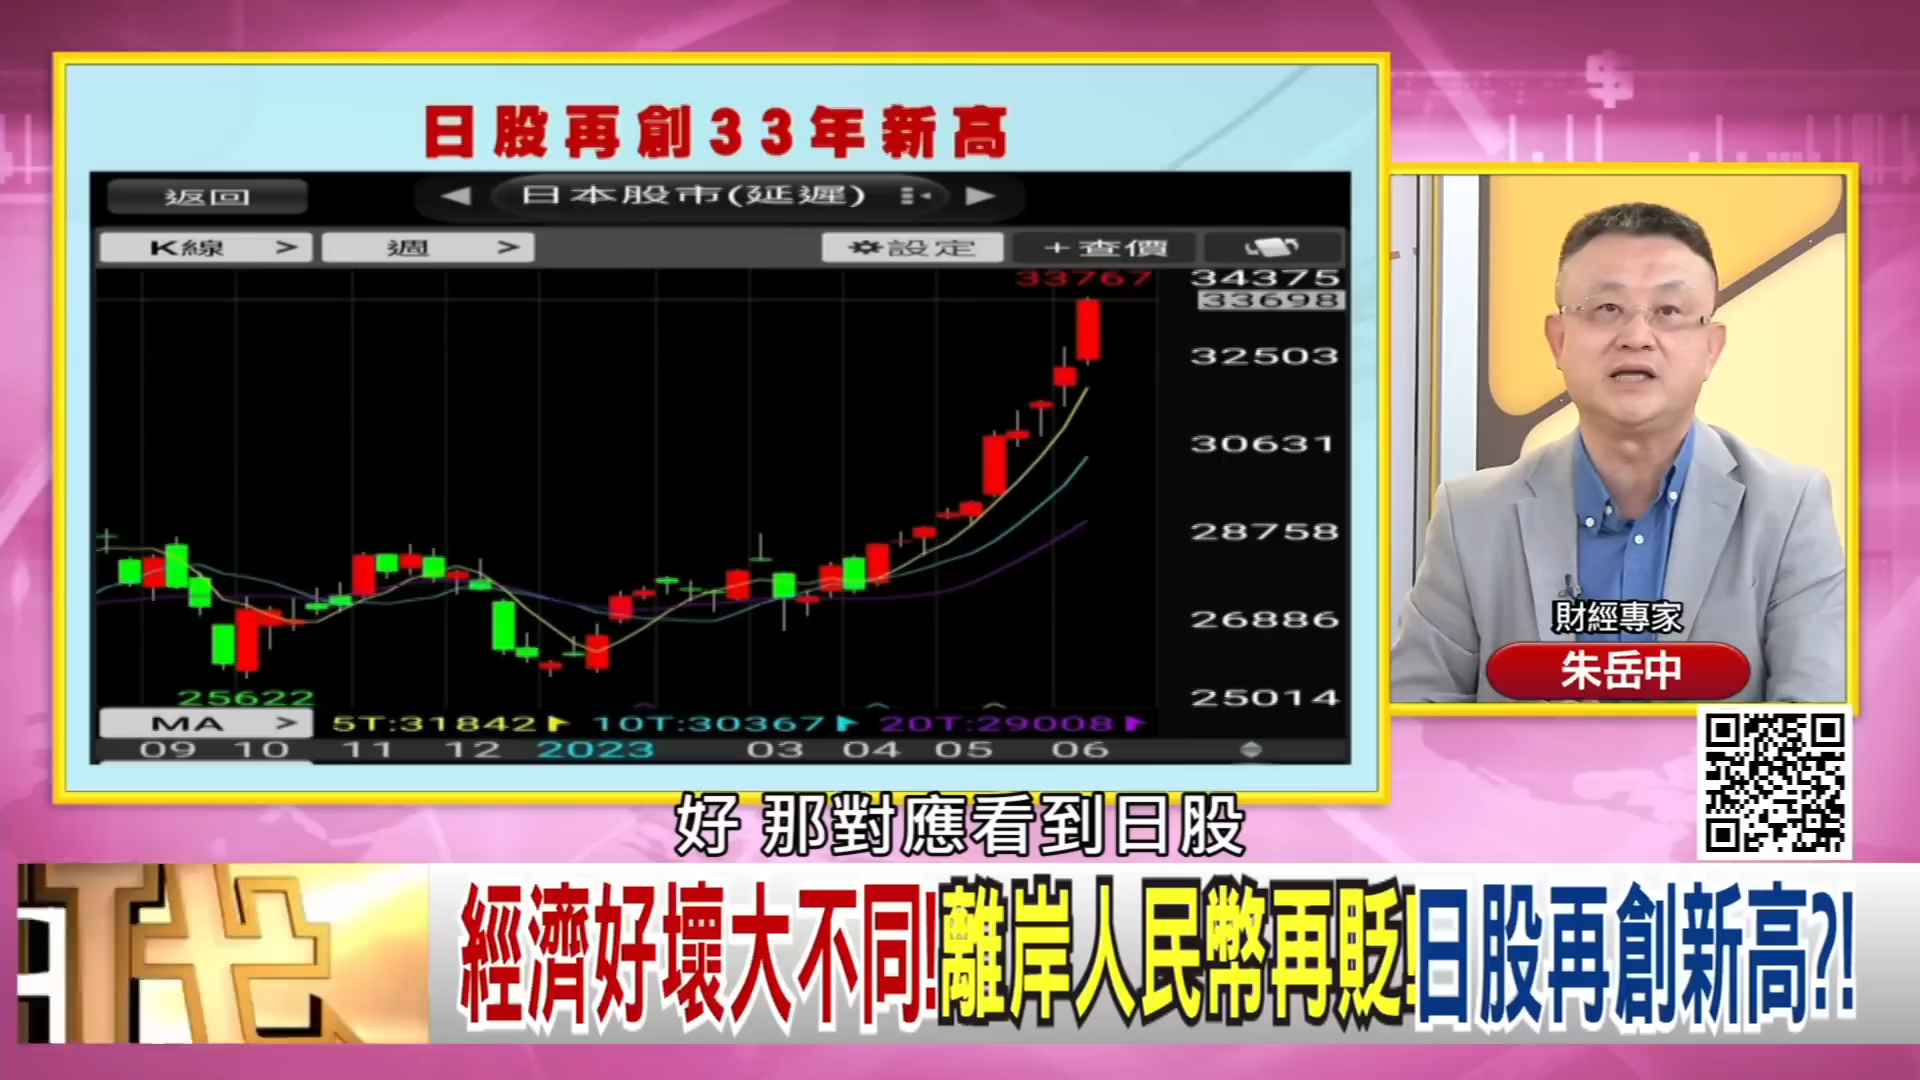 日股再創33年新高
返回
日本股市(延遲)
K線 >
週 >
設定
+查價
33767
34375
33698
32503
30631
28758
26886
25014
25622
MA >
5T:31842
10T:30367
20T:29008
09 10 11 12 2023 03 04 05 06
財經專家
朱岳中
好 那對應看到日股
經濟好壞大不同!離岸人民幣再貶!日股再創新高?!